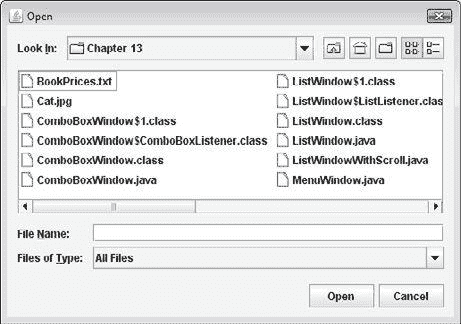 Open
Look In: Chapter 13
BookPrices.txt
Cat.jpg
ComboBoxWindow$1.class
ComboBoxWindow$ComboBoxListener.class
ComboBoxWindow.class
ComboBoxWindow.java
ListWindow$1.class
ListWindow$ListListener.clas
ListWindow.class
ListWindow.java
ListWindowWithScroll.java
MenuWindow.java
File Name:
Files of Type: All Files
Open Cancel